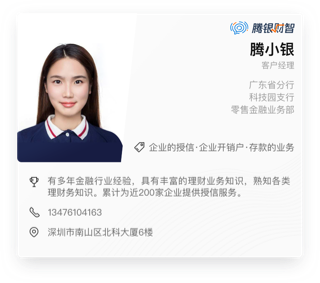 腾银财智
腾小银
客户经理
广东省分行
科技园支行
零售金融业务部
企业的授信·企业开销户·存款的业务
有多年金融行业经验，具有丰富的理财业务知识，熟知各类
理财务知识。累计为近200家企业提供授信服务。
13476104163
深圳市南山区北科大厦6楼